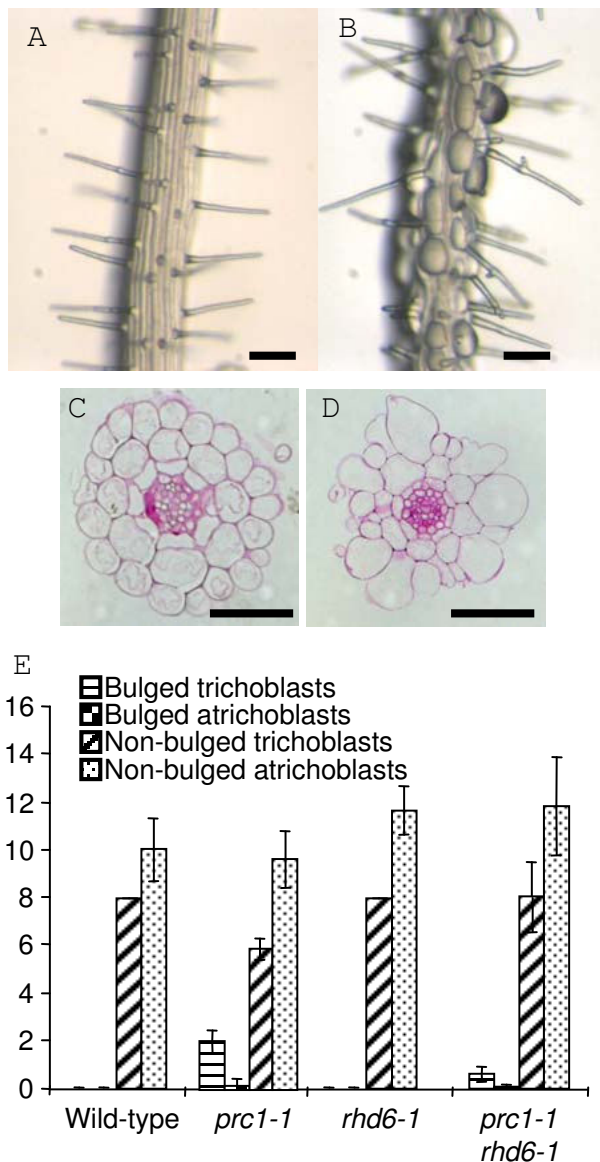 A
B
C
D
E
Bulged trichoblasts
Bulged atrichoblasts
Non-bulged trichoblasts
Non-bulged atrichoblasts
16
14
12
10
8
6
4
2
0
Wild-type
prc1-1
rhd6-1
prc1-1
rhd6-1